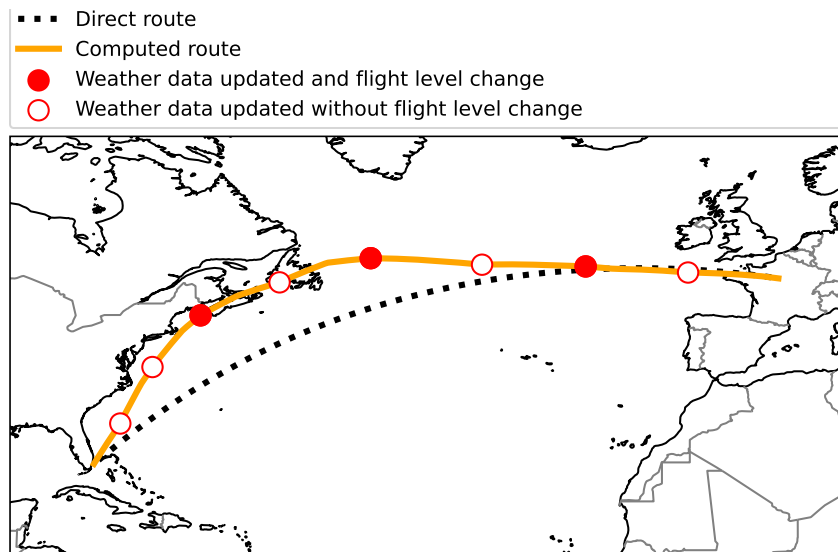 Direct route
Computed route
Weather data updated and flight level change
Weather data updated without flight level change